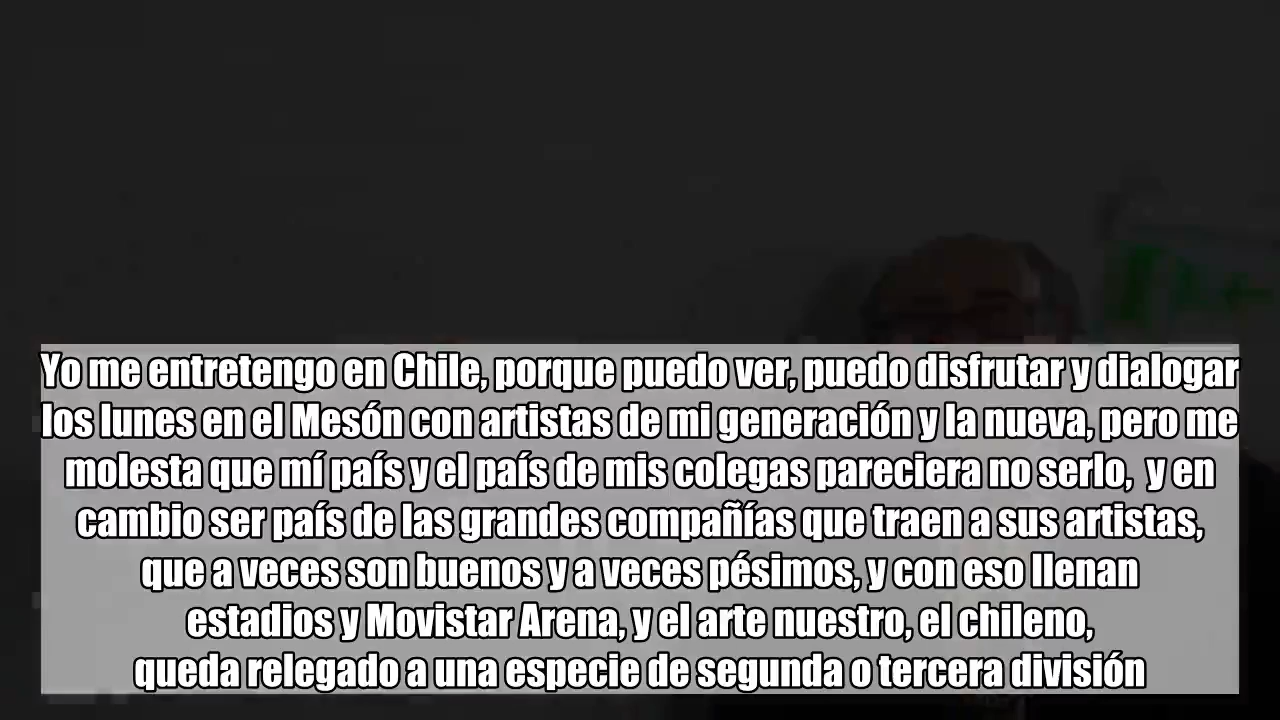 Yo me entretengo en Chile, porque puedo ver, puedo disfrutar y dialogar
los lunes en el Mesón con artistas de mi generación y la nueva, pero me
molesta que mí país y el país de mis colegas pareciera no serlo, y en
cambio ser país de las grandes compañías que traen a sus artistas,
que a veces son buenos y a veces pésimos, y con eso llenan
estadios y Movistar Arena, y el arte nuestro, el chileno,
queda relegado a una especie de segunda o tercera división